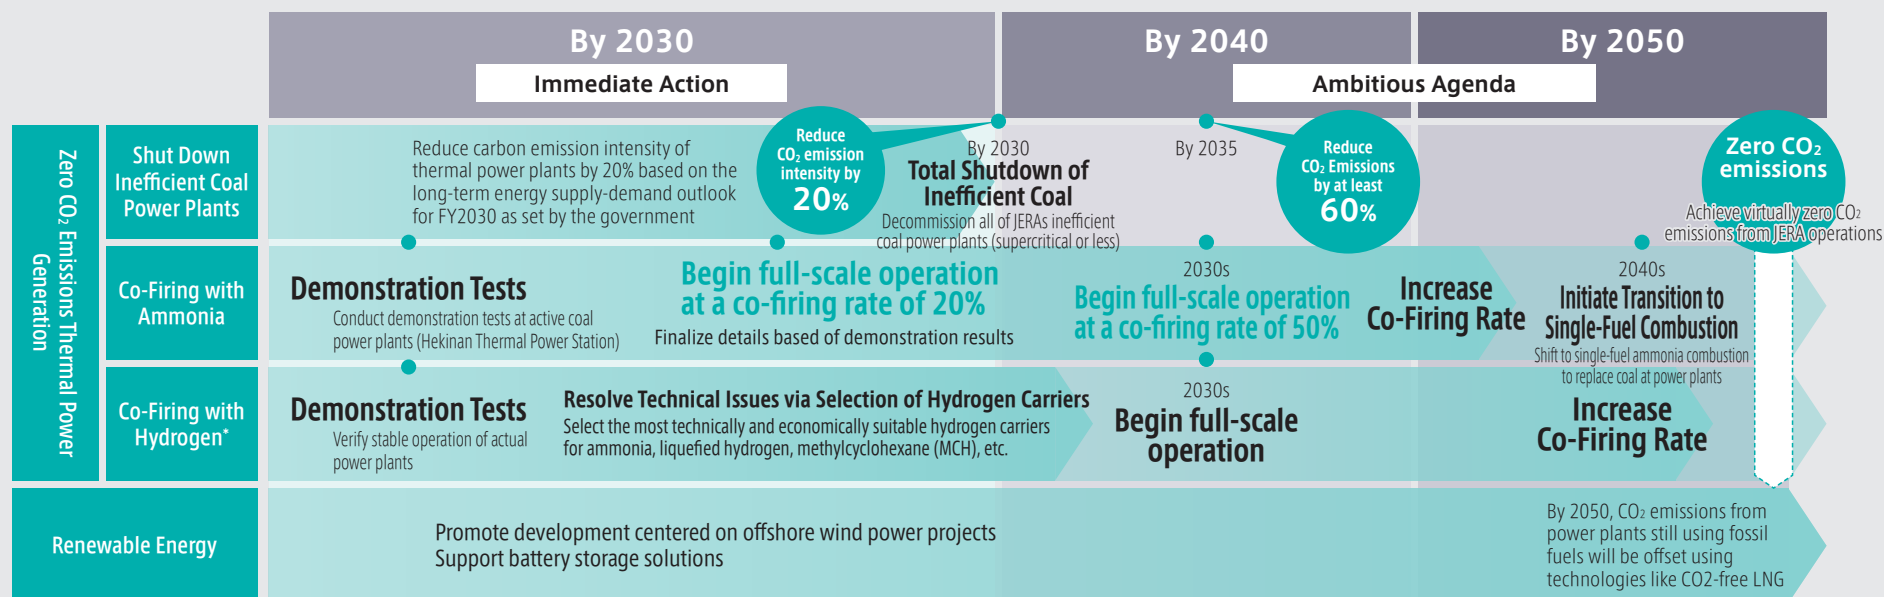 By 2030
By 2040
By 2050
Immediate Action
Ambitious Agenda
Zero CO2 Emissions Thermal Power
Generation
Shut Down
Inefficient Coal
Power Plants
Reduce carbon emission intensity of
thermal power plants by 20% based on the
long-term energy supply-demand outlook
for FY2030 as set by the government
Reduce
CO2 emission
intensity by
20%
By 2030
Total Shutdown of
Inefficient Coal
Decommission all of JERAs inefficient
coal power plants (supercritical or less)
By 2035
Reduce
CO2 Emissions
by at least
60%
Zero CO2
emissions
Achieve virtually zero CO2
emissions from JERA operations
Co-Firing with
Ammonia
Demonstration Tests
Conduct demonstration tests at active coal
power plants (Hekinan Thermal Power Station)
Begin full-scale operation
at a co-firing rate of 20%
Finalize details based of demonstration results
2030s
Begin full-scale operation
at a co-firing rate of 50%
Increase
Co-Firing Rate
2040s
Initiate Transition to
Single-Fuel Combustion
Shift to single-fuel ammonia combustion
to replace coal at power plants
Co-Firing with
Hydrogen*
Demonstration Tests
Verify stable operation of actual
power plants
Resolve Technical Issues via Selection of Hydrogen Carriers
Select the most technically and economically suitable hydrogen carriers
for ammonia, liquefied hydrogen, methylcyclohexane (MCH), etc.
2030s
Begin full-scale
operation
Increase
Co-Firing Rate
Renewable Energy
Promote development centered on offshore wind power projects
Support battery storage solutions
By 2050, CO2 emissions from
power plants still using fossil
fuels will be offset using
technologies like CO2-free LNG